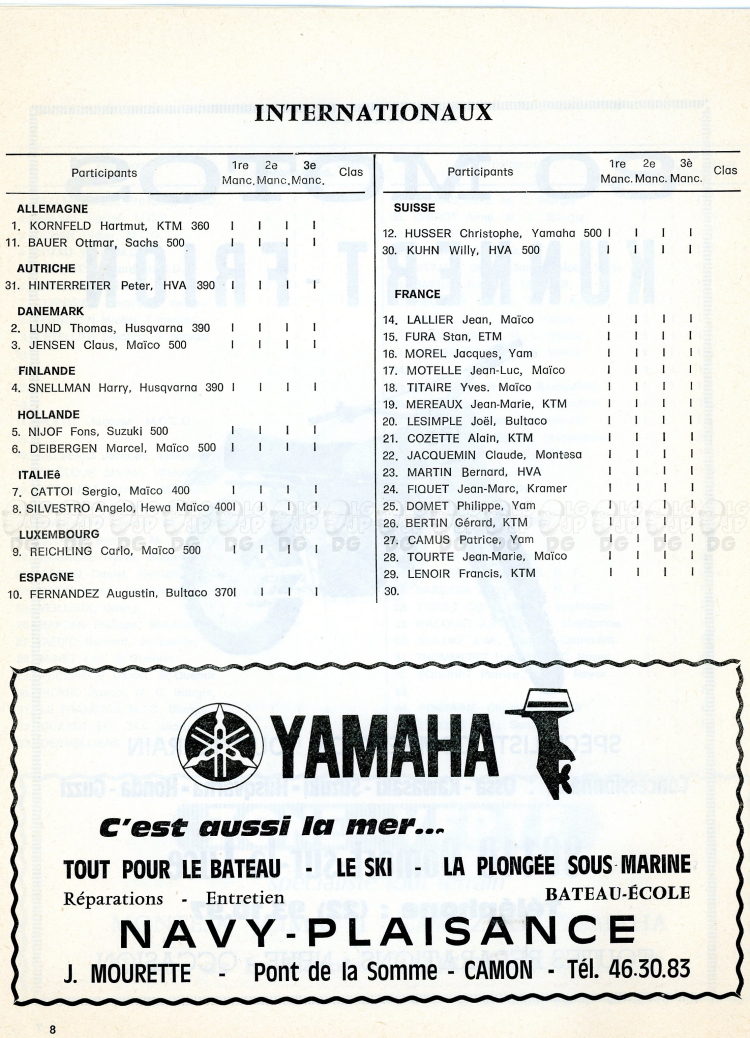 INTERNATIONAUX
Participants 1re Manc. 2e Manc. 3e Manc. Clas
ALLEMAGNE
1. KORNFELD Hartmut, KTM 360
11. BAUER Ottmar, Sachs 500
AUTRICHE
31. HINTERREITER Peter, HVA 390
DANEMARK
2. LUND Thomas, Husqvarna 390
3. JENSEN Claus, Maïco 500
FINLANDE
4. SNELLMAN Harry, Husqvarna 390
HOLLANDE
5. NIJOF Fons, Suzuki 500
6. DEIBERGEN Marcel, Maïco 500
ITALIEê
7. CATTOI Sergio, Maïco 400
8. SILVESTRO Angelo, Hewa Maïco 400
LUXEMBOURG
9. REICHLING Carlo, Maïco 500
ESPAGNE
10. FERNANDEZ Augustin, Bultaco 370
Participants 1re Manc. 2e Manc. 3è Manc. Clas
SUISSE
12. HUSSER Christophe, Yamaha 500
30. KUHN Willy, HVA 500
FRANCE
14. LALLIER Jean, Maïco
15. FURA Stan, ETM
16. MOREL Jacques, Yam
17. MOTELLE Jean-Luc, Maïco
18. TITAIRE Yves. Maïco
19. MEREAUX Jean-Marie, KTM
20. LESIMPLE Joël, Bultaco
21. COZETTE Alain, KTM
22. JACQUEMIN Claude, Montesa
23. MARTIN Bernard, HVA
24. FIQUET Jean-Marc, Kramer
25. DOMET Philippe, Yam
26. BERTIN Gérard, KTM
27. CAMUS Patrice, Yam
28. TOURTE Jean-Marie, Maïco
29. LENOIR Francis, KTM
30.
YAMAHA
C'est aussi la mer...
TOUT POUR LE BATEAU - LE SKI - LA PLONGÉE SOUS MARINE
Réparations - Entretien BATEAU-ÉCOLE
NAVY-PLAISANCE
J. MOURETTE - Pont de la Somme - CAMON - Tél. 46.30.83
8